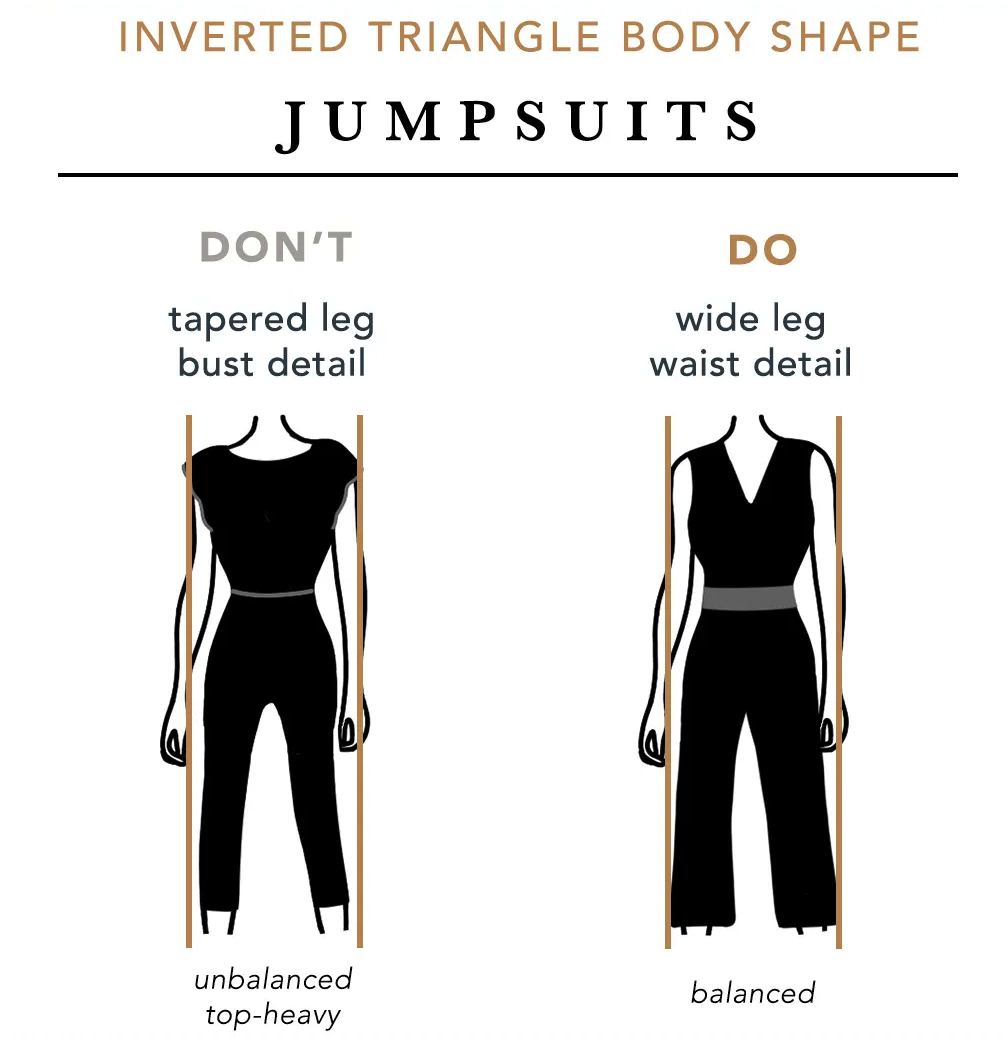 INVERTED TRIANGLE BODY SHAPE
JUMPSUITS
DON'T
tapered leg
bust detail
unbalanced
top-heavy
DO
wide leg
waist detail
balanced